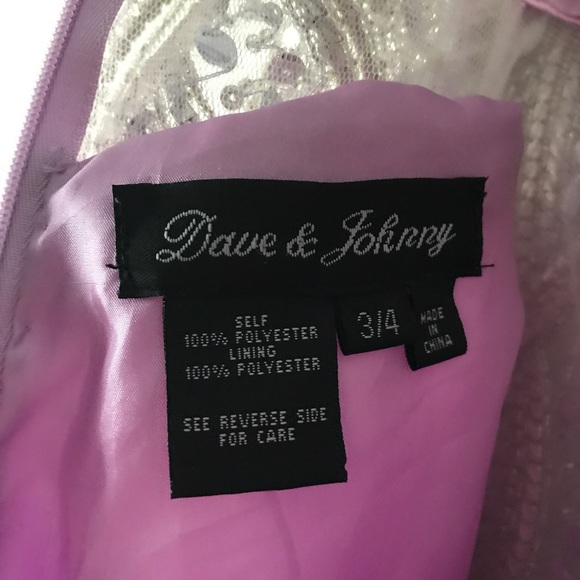 Dave & Johnny
SELF
100% POLYESTER
LINING
100% POLYESTER
SEE REVERSE SIDE
FOR CARE
3/4
MADE
IN
CHINA